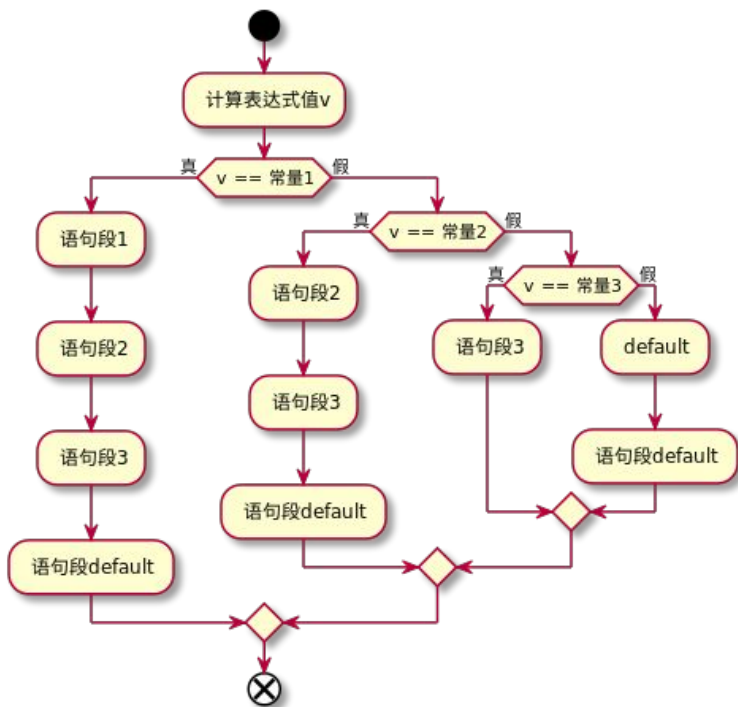 计算表达式值v
真
v == 常量1
假
语句段1
真
v == 常量2
假
语句段2
真
v == 常量3
假
语句段2
语句段3
default
语句段3
语句段3
语句段default
语句段default
语句段default